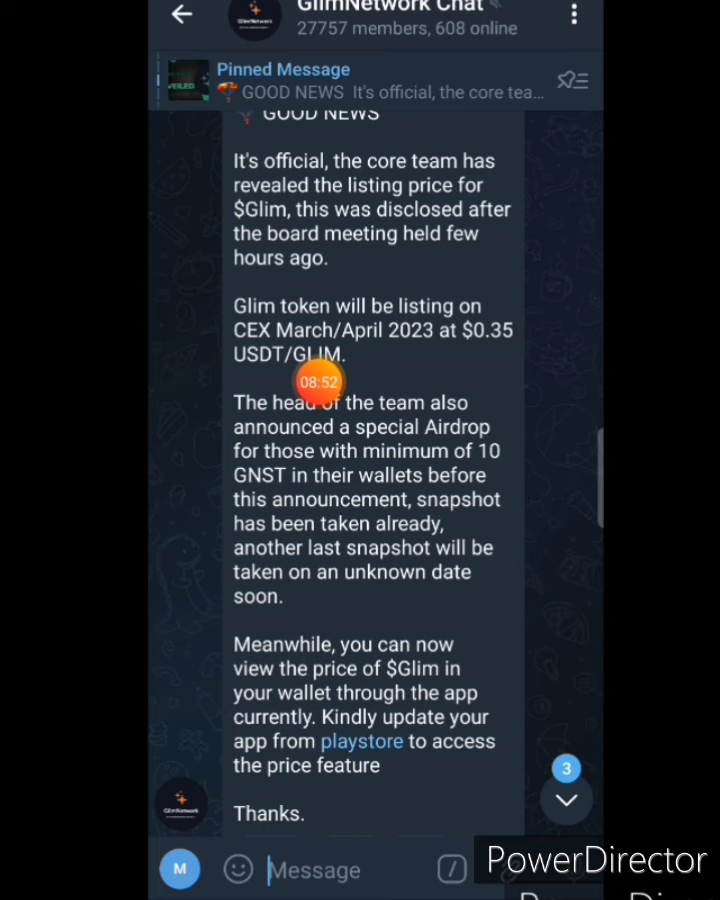 GlimNetwork Chat
27757 members, 608 online
Pinned Message
GOOD NEWS It's official, the core tea...
VEILED
GOOD NEWS
It's official, the core team has
revealed the listing price for
$Glim, this was disclosed after
the board meeting held few
hours ago.
Glim token will be listing on
CEX March/April 2023 at $0.35
USDT/GLIM.
08:52
The head of the team also
announced a special Airdrop
for those with minimum of 10
GNST in their wallets before
this announcement, snapshot
has been taken already,
another last snapshot will be
taken on an unknown date
soon.
Meanwhile, you can now
view the price of $Glim in
your wallet through the app
currently. Kindly update your
app from playstore to access
the price feature
3
GlimNetwork
Thanks.
M
Message
/
PowerDirector